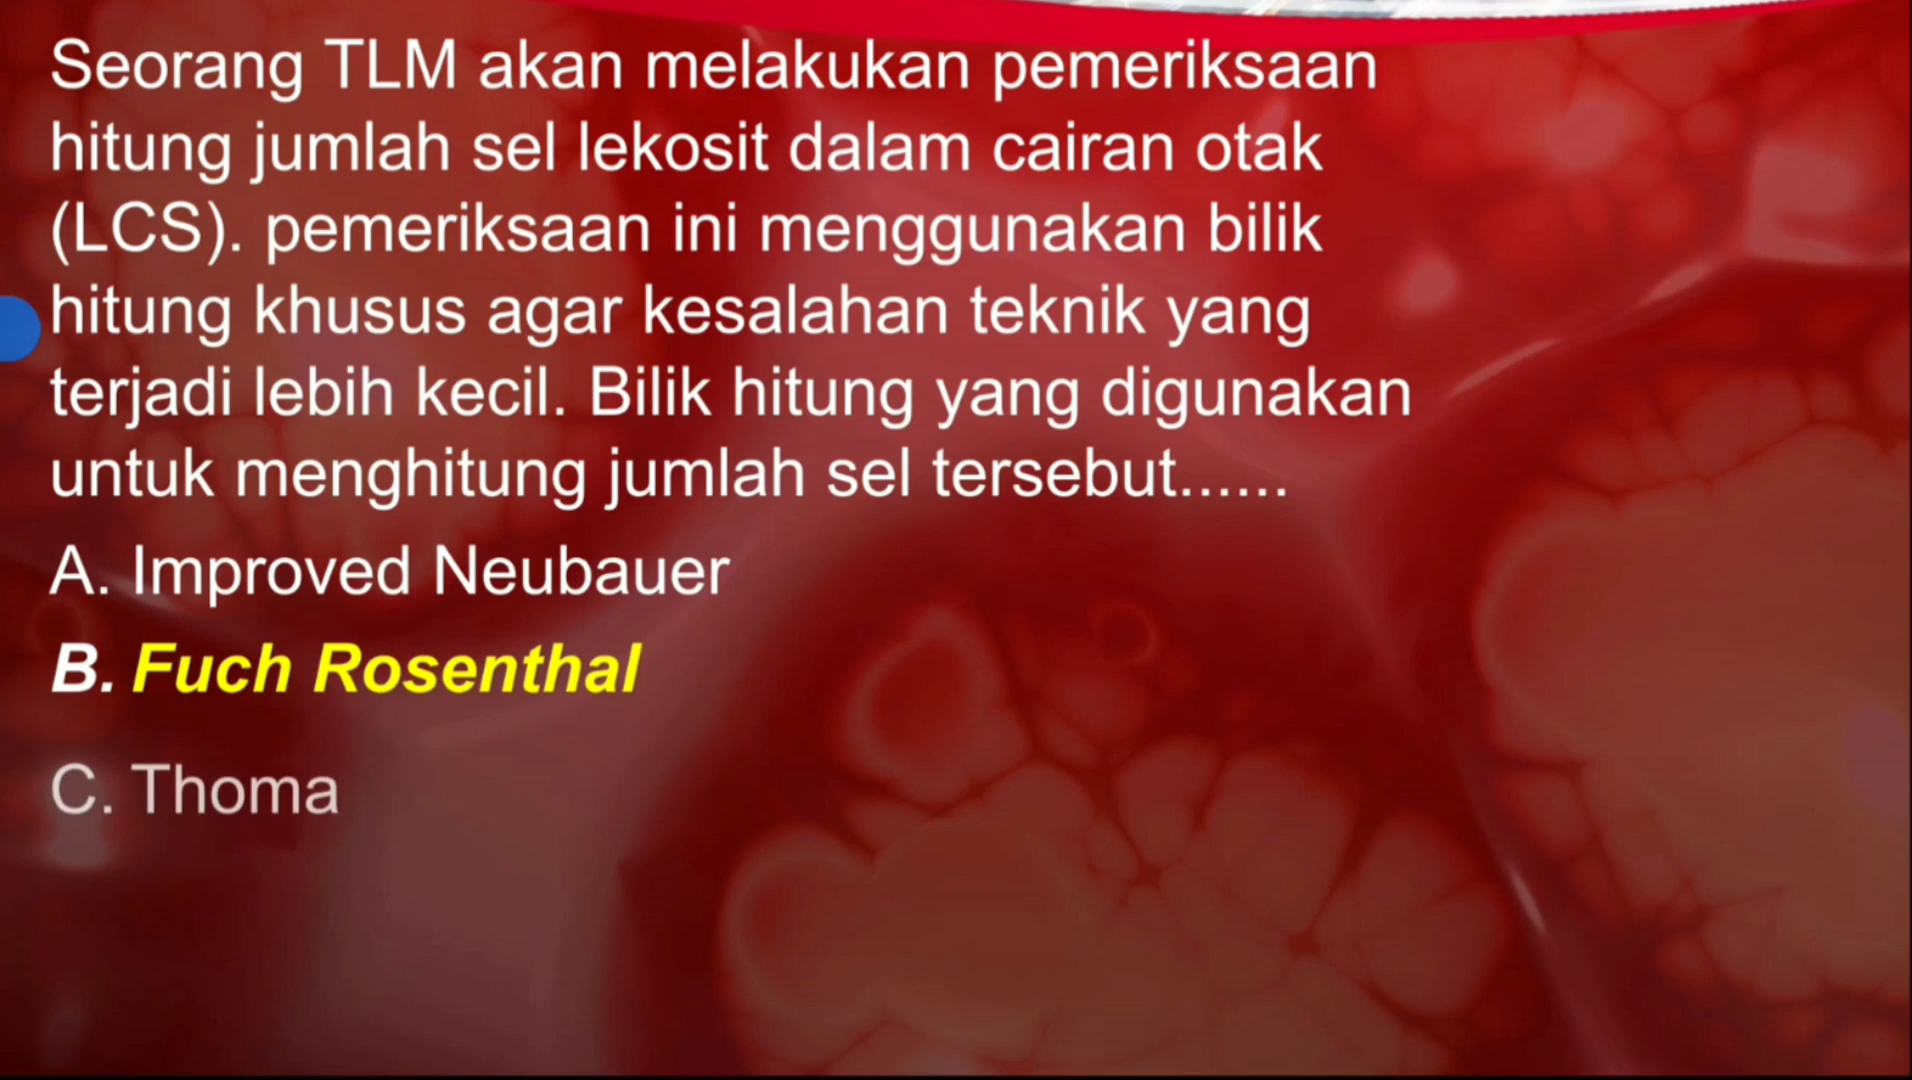 Seorang TLM akan melakukan pemeriksaan
hitung jumlah sel lekosit dalam cairan otak
(LCS). pemeriksaan ini menggunakan bilik
hitung khusus agar kesalahan teknik yang
terjadi lebih kecil. Bilik hitung yang digunakan
untuk menghitung jumlah sel tersebut......
A. Improved Neubauer
B. Fuch Rosenthal
C. Thoma